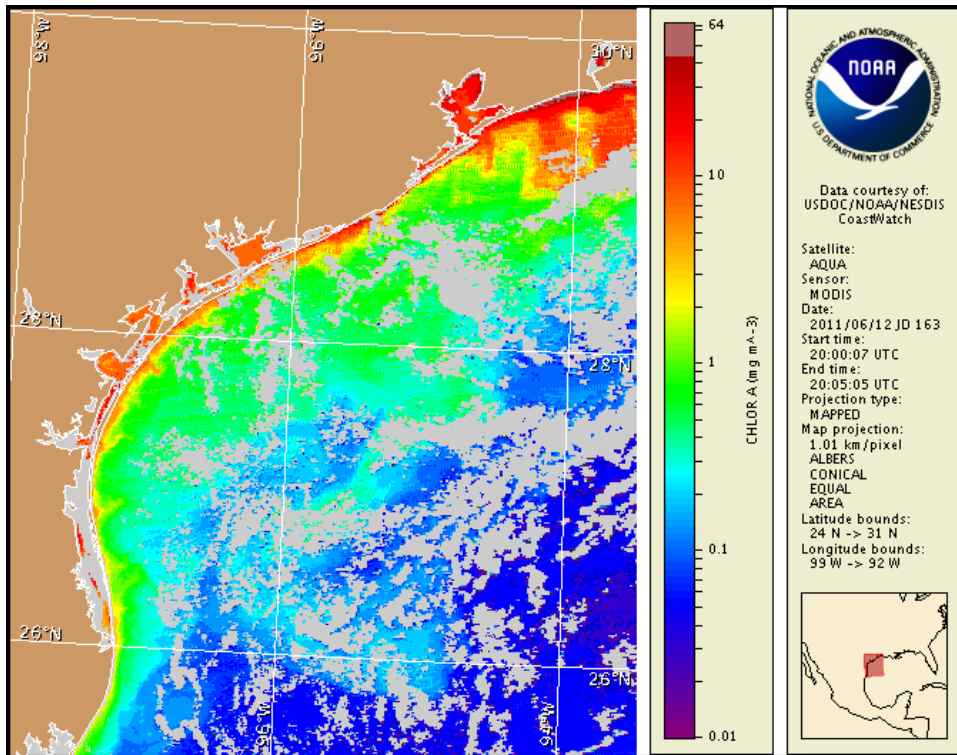 98°W
96°W
30°N
28°N
28°N
26°N
26°N
96°W
94°W
64
10
1
0.1
0.01
CHLOR A (mg m^-3)
NATIONAL OCEANIC AND ATMOSPHERIC ADMINISTRATION
NOAA
U.S. DEPARTMENT OF COMMERCE
Data courtesy of:
USDOC/NOAA/NESDIS
CoastWatch
Satellite:
AQUA
Sensor:
MODIS
Date:
2011/06/12 JD 163
Start time:
20:00:07 UTC
End time:
20:05:05 UTC
Projection type:
MAPPED
Map projection:
1.01 km/pixel
ALBERS
CONICAL
EQUAL
AREA
Latitude bounds:
24 N -> 31 N
Longitude bounds:
99 W -> 92 W